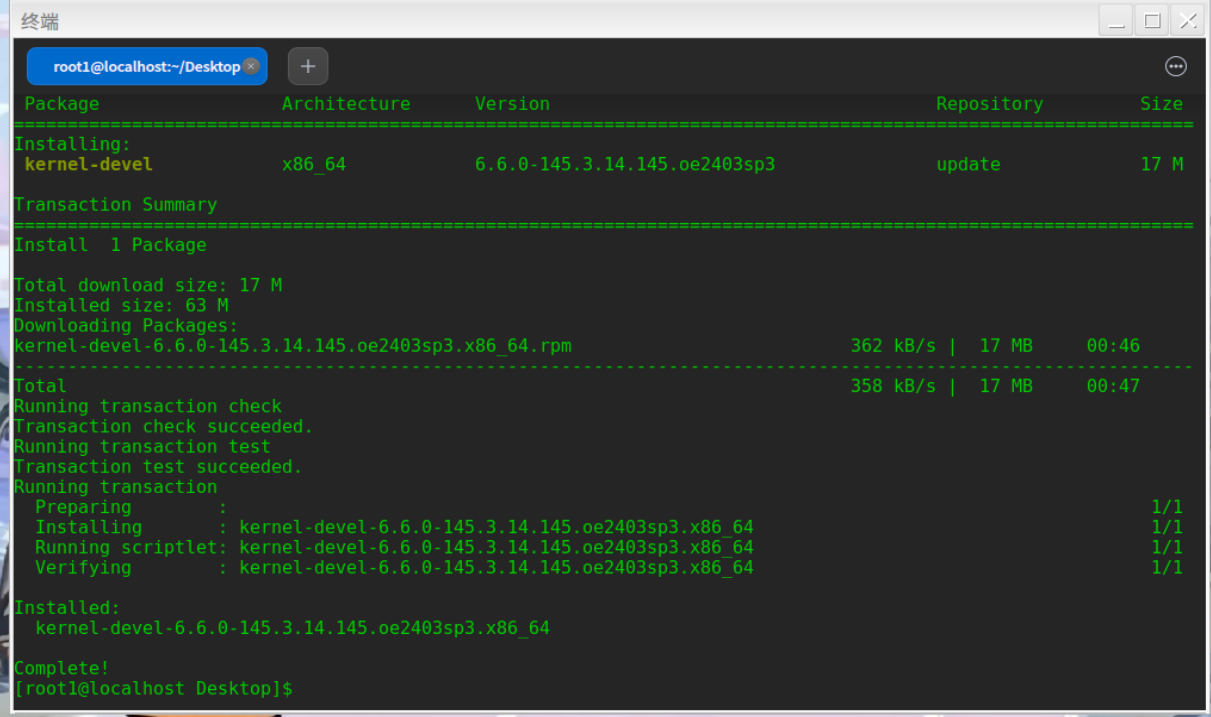 终端
root1@localhost:~/Desktop
Package Architecture Version Repository Size
================================================================================
Installing:
kernel-devel x86_64 6.6.0-145.3.14.145.oe2403sp3 update 17 M
Transaction Summary
================================================================================
Install 1 Package
Total download size: 17 M
Installed size: 63 M
Downloading Packages:
kernel-devel-6.6.0-145.3.14.145.oe2403sp3.x86_64.rpm 362 kB/s | 17 MB 00:46
--------------------------------------------------------------------------------
Total 358 kB/s | 17 MB 00:47
Running transaction check
Transaction check succeeded.
Running transaction test
Transaction test succeeded.
Running transaction
Preparing : 1/1
Installing : kernel-devel-6.6.0-145.3.14.145.oe2403sp3.x86_64 1/1
Running scriptlet: kernel-devel-6.6.0-145.3.14.145.oe2403sp3.x86_64 1/1
Verifying : kernel-devel-6.6.0-145.3.14.145.oe2403sp3.x86_64 1/1
Installed:
kernel-devel-6.6.0-145.3.14.145.oe2403sp3.x86_64
Complete!
[root1@localhost Desktop]$